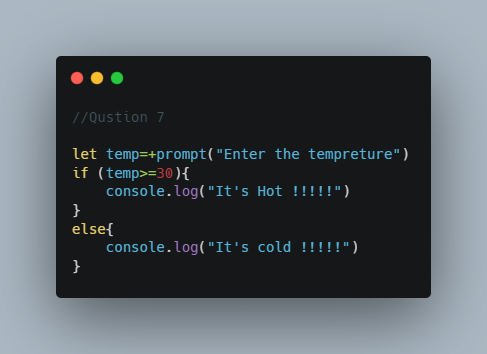 //Qustion 7
let temp=+prompt("Enter the tempreture")
if (temp>=30){
    console.log("It's Hot !!!!!")
}
else{
    console.log("It's cold !!!!!")
}